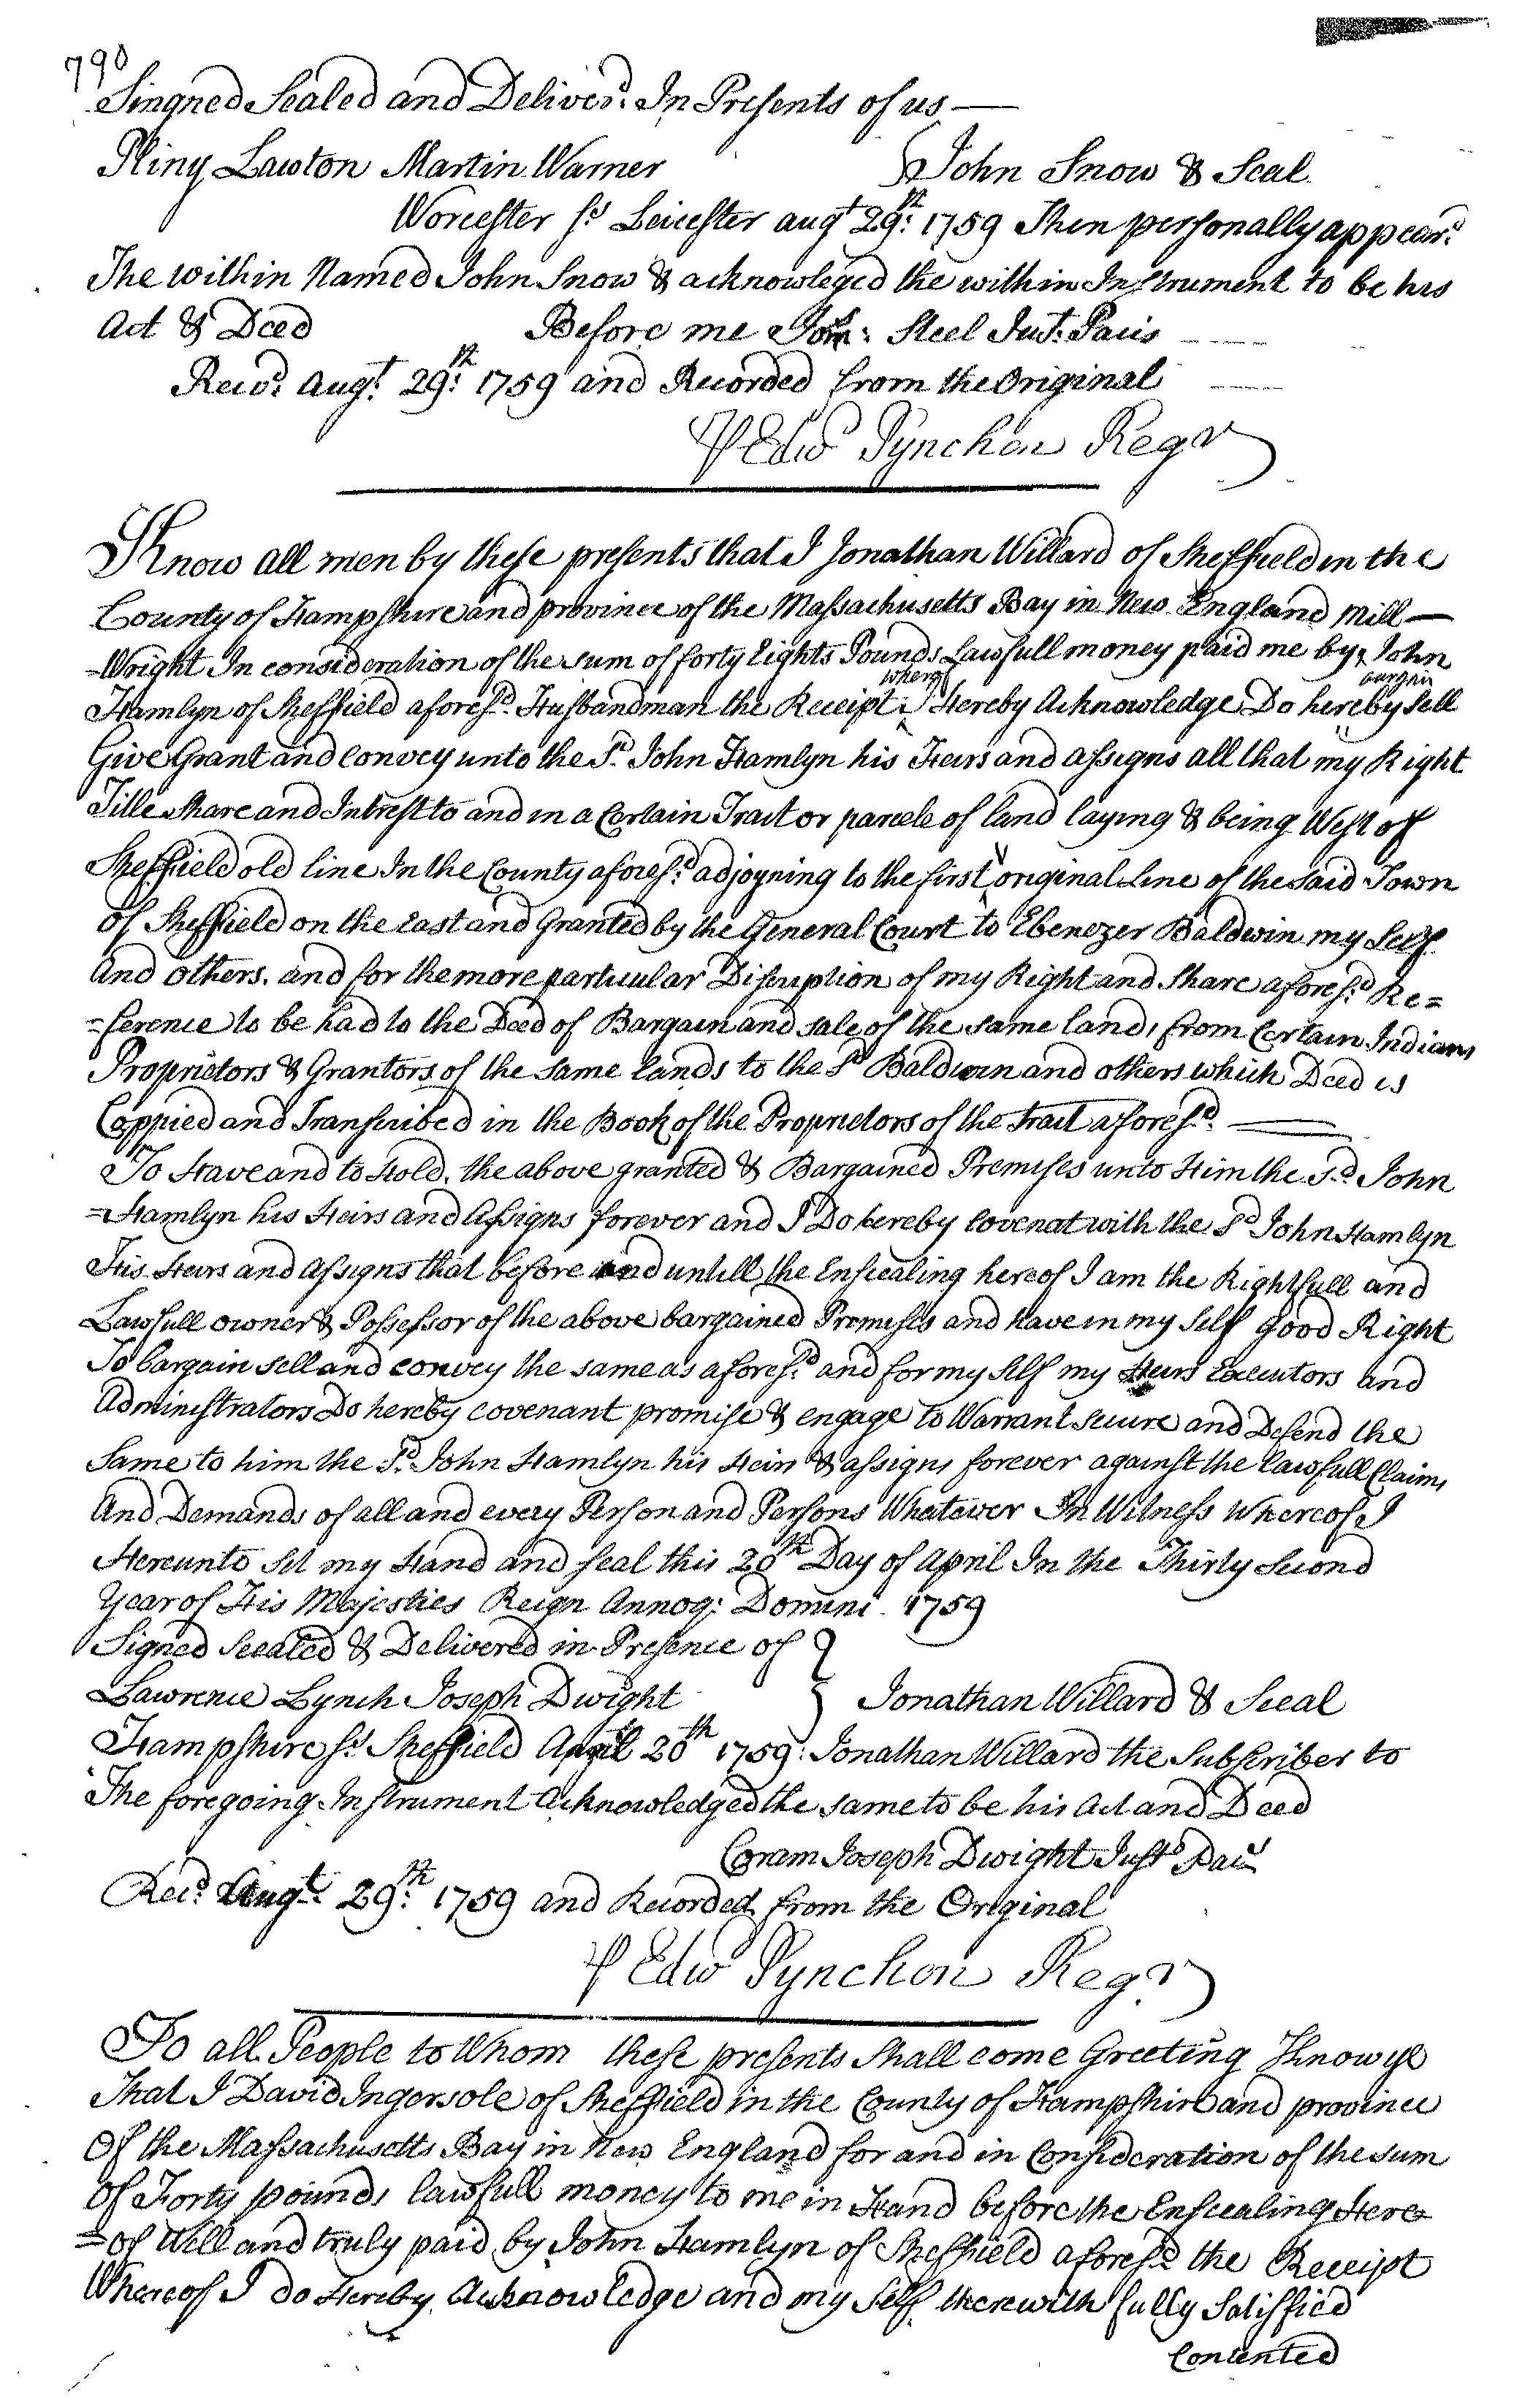 790
Singned Sealed and Deliver'd. In Presents of us —
Pliny Lawton Martin Warner } John Snow & Seal.
Worcester ss. Leicester augt 29th: 1759 Then personally appear'd.
The within Named John Snow & acknowleged the within Instrument to be his
Act & Deed Before me : Steel Just: Pacis
Recd. augt. 29th: 1759 and Recorded from the Original
⅌ Edwd Pynchon Regr
Know all men by these presents that I Jonathan Willard of Sheffield in the
County of Hampshire and province of the Massachusetts Bay in New England Mill—
=Wright In consideration of the sum of forty Eights Pounds Lawfull money paid me by John
whereof bargain
Hamlyn of Sheffield aforesd. Husbandman the Receipt Hereby Acknowledge Do hereby sell
Give Grant and Convey unto the Sd. John Hamlyn his Heirs and assigns all that my Right
Title Share and Intrest to and in a Certain Tract or parcele of land laying & being West of
Sheffield old line In the County aforesd. adjoyning to the first original Line of the said Town
of Sheffield on the East and Granted by the General Court to Ebenezer Baldwin my Self
And others. and for the more particular Discription of my Right and Share aforesd. Re=
=ference to be had to the Deed of Bargain and sale of the same land, from Certain Indians
Proprietors & Grantors of the same lands to the Sd Baldwin and others which Deed is
Coppied and Transcribed in the Book of the Proprietors of the tract aforesd.
To Have and to Hold, the above granted & Bargained Premises unto Him the Sd. John
=Hamlyn his Heirs and Assigns forever and I Do hereby Covenat with the Sd John Hamlyn
His Heirs and assigns that before and untill the Ensealing hereof I am the Rightfull and
Lawfull owner & Possessor of the above bargained Premises and have in my Self good Right
To bargain sell and convey the same as aforesd. and for my self my Heirs Executors and
Administrators Do hereby covenant promise & engage to Warrant secure and Defend the
Same to him the Sd. John Hamlyn his Heirs & assigns forever against the lawfull Claims
And Demands of all and every Person and Persons Whatever In Witness Whereof I
Hereunto set my Hand and seal this 20th Day of April In the Thirty second
Year of His Majesties Reign Annoq: Domini 1759
Signed Sealed & Delivered in Presence of }
Lawrence Lynch Joseph Dwight } Jonathan Willard & Seal
Hampshire ss. Sheffield April 20th 1759: Jonathan Willard the Subscriber to
The foregoing Instrument Acknowledged the same to be his Act and Deed
Coram Joseph Dwight Just. Pacis
Recd. Augt. 29th: 1759 and Recorded from the Original
⅌ Edwd Pynchon Regr
To all People to Whom these presents Shall come Greeting Know ye
That I David Ingersole of Sheffield in the County of Hampshire and province
Of the Massachusetts Bay in New England for and in Consideration of the sum
Of Forty pounds lawfull money to me in Hand before the Ensealing Here
=of Well and truly paid by John Hamlyn of Sheffield aforesd. the Receipt
Whereof I do Hereby Acknowledge and my self therewith fully Satisfied
Contented